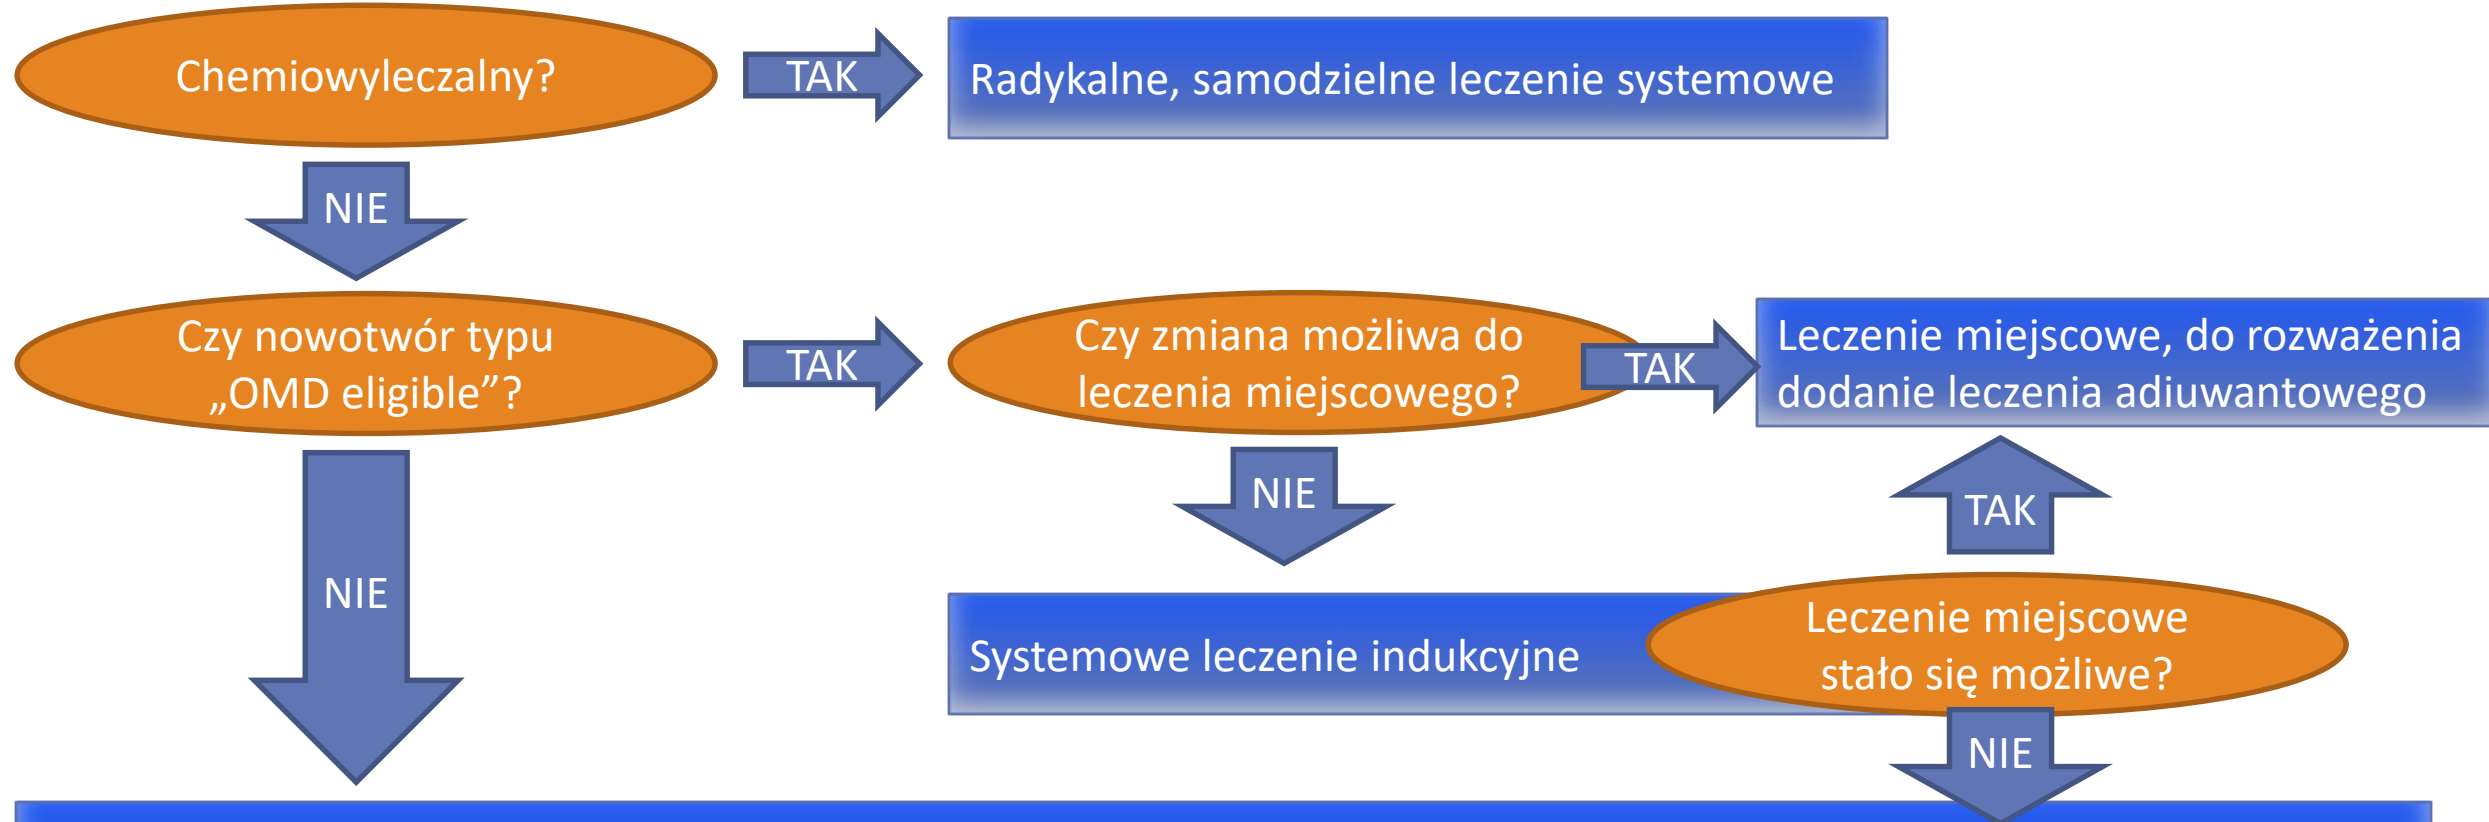 Chemiowyleczalny?
TAK
Radykalne, samodzielne leczenie systemowe
NIE
Czy nowotwór typu
„OMD eligible”?
TAK
Czy zmiana możliwa do
leczenia miejscowego?
TAK
Leczenie miejscowe, do rozważenia
dodanie leczenia adiuwantowego
NIE
NIE
TAK
Systemowe leczenie indukcyjne
Leczenie miejscowe
stało się możliwe?
NIE